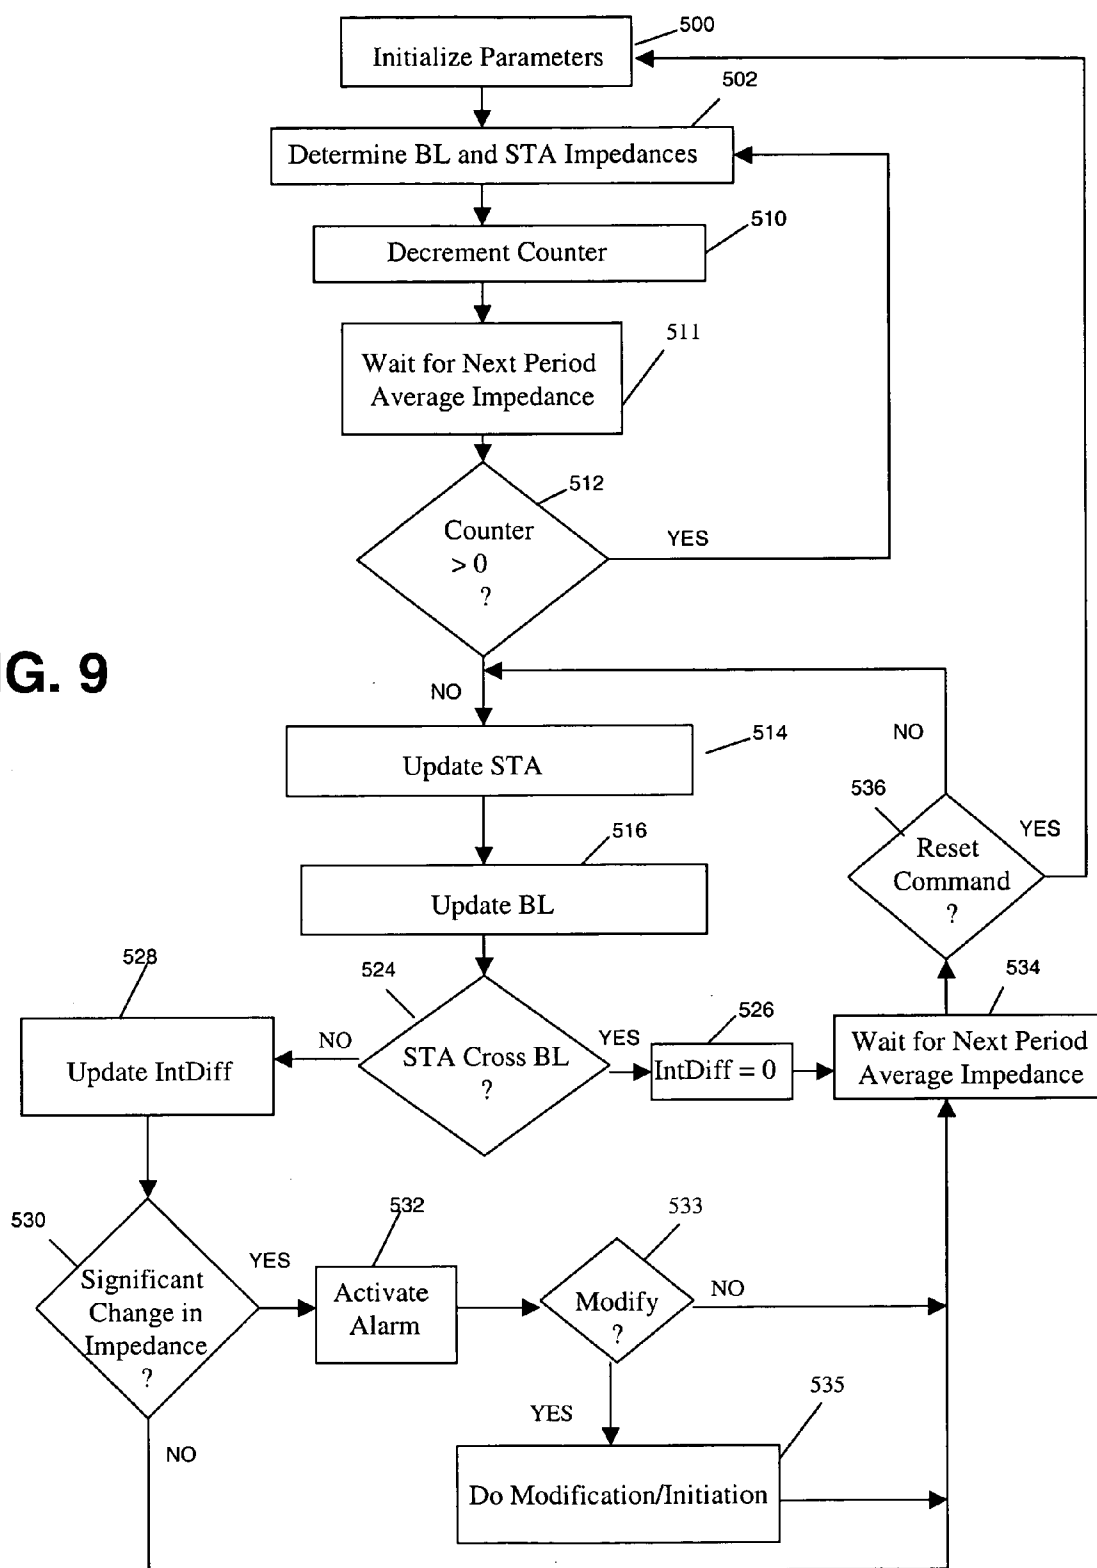 500
Initialize Parameters
502
Determine BL and STA Impedances
510
Decrement Counter
511
Wait for Next Period
Average Impedance
512
Counter
> 0
?
YES
G. 9
NO
514
Update STA
NO
536
YES
Reset
Command
?
516
Update BL
528
524
526
534
Update IntDiff
NO
STA Cross BL
?
YES
IntDiff = 0
Wait for Next Period
Average Impedance
530
532
533
YES
Significant
Change in
Impedance
?
Activate
Alarm
Modify
?
NO
YES
535
NO
Do Modification/Initiation